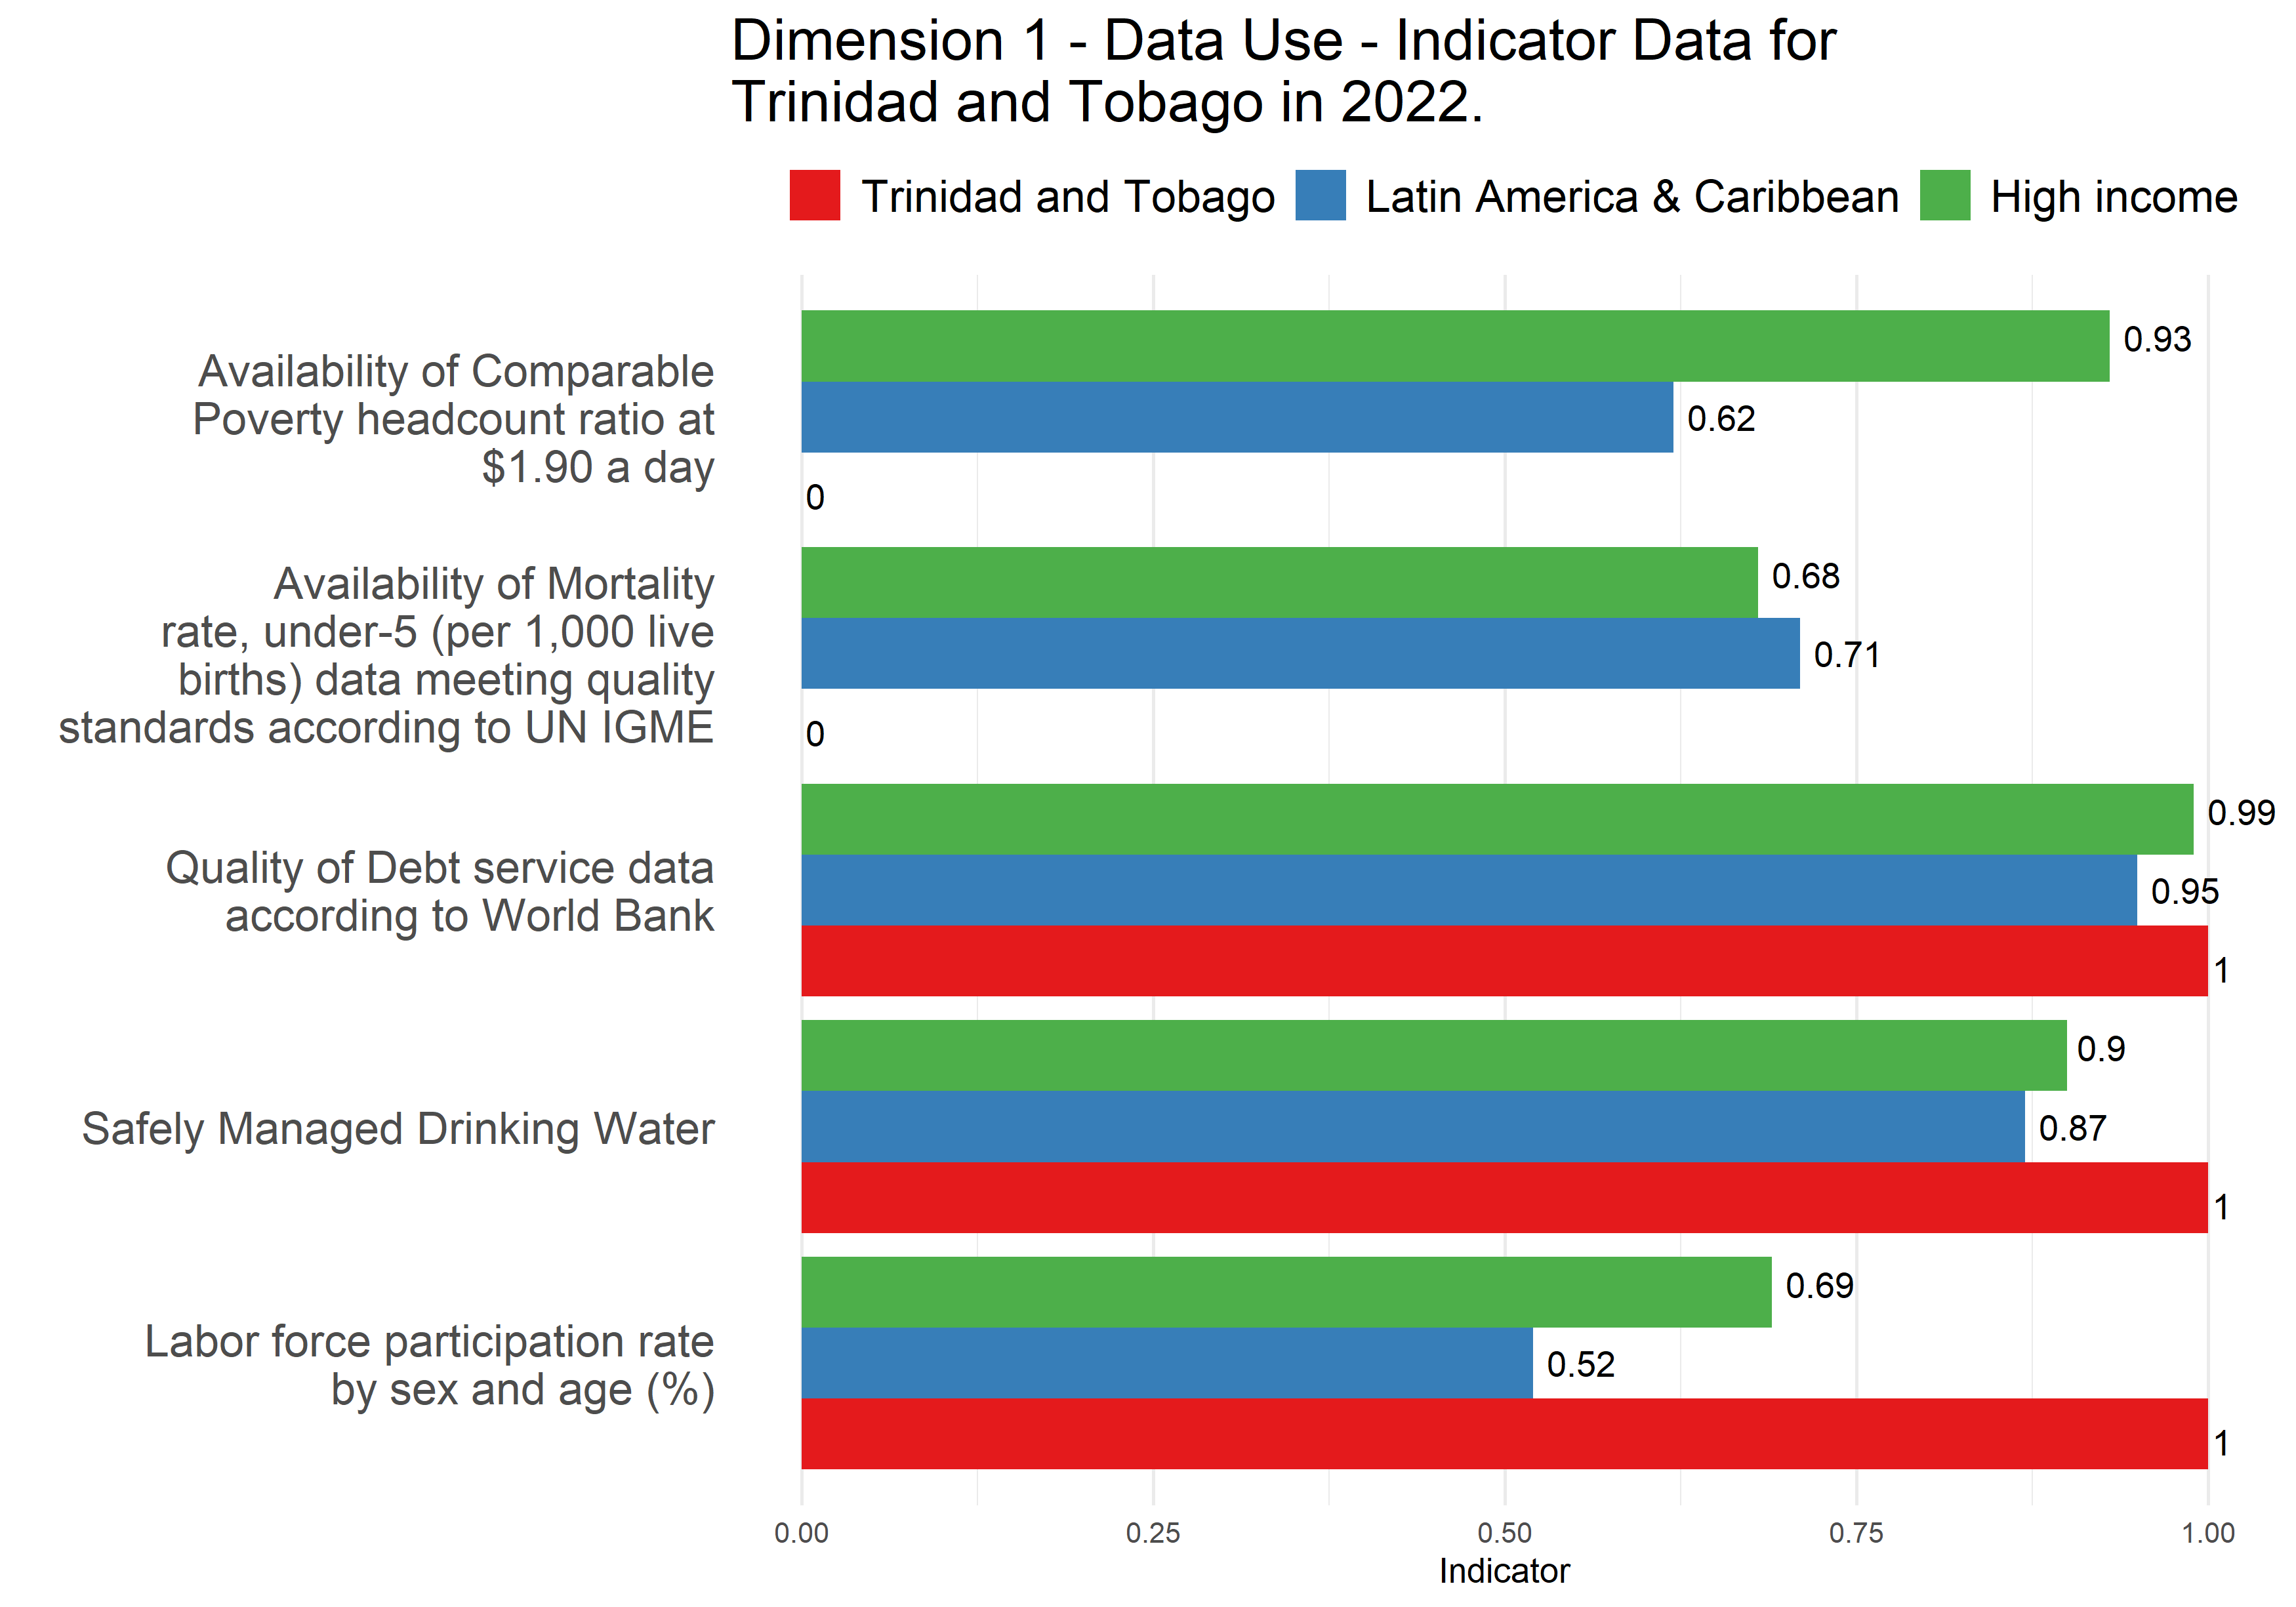 Dimension 1 - Data Use - Indicator Data for
Trinidad and Tobago in 2022.
Trinidad and Tobago
Latin America & Caribbean
High income
Availability of Comparable
Poverty headcount ratio at
$1.90 a day
0.93
0.62
0
Availability of Mortality
rate, under-5 (per 1,000 live
births) data meeting quality
standards according to UN IGME
0.68
0.71
0
Quality of Debt service data
according to World Bank
0.99
0.95
1
Safely Managed Drinking Water
0.9
0.87
1
Labor force participation rate
by sex and age (%)
0.69
0.52
1
0.00
0.25
0.50
0.75
1.00
Indicator